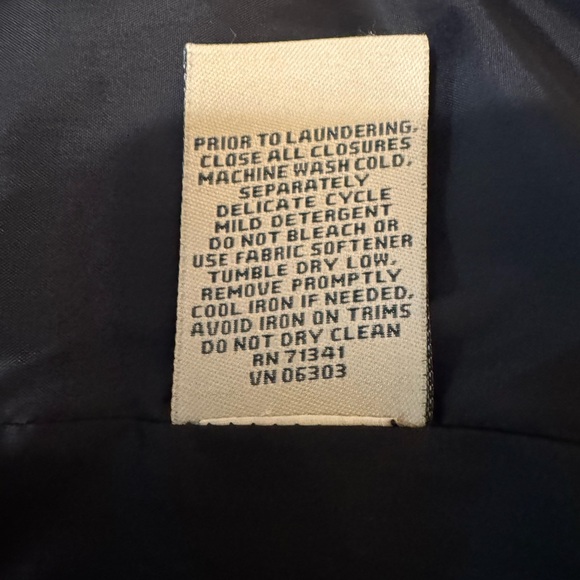 PRIOR TO LAUNDERING,
CLOSE ALL CLOSURES
MACHINE WASH COLD,
SEPARATELY
DELICATE CYCLE
MILD DETERGENT
DO NOT BLEACH OR
USE FABRIC SOFTENER
TUMBLE DRY LOW,
REMOVE PROMPTLY
COOL IRON IF NEEDED,
AVOID IRON ON TRIMS
DO NOT DRY CLEAN
RN 71341
VN 06303